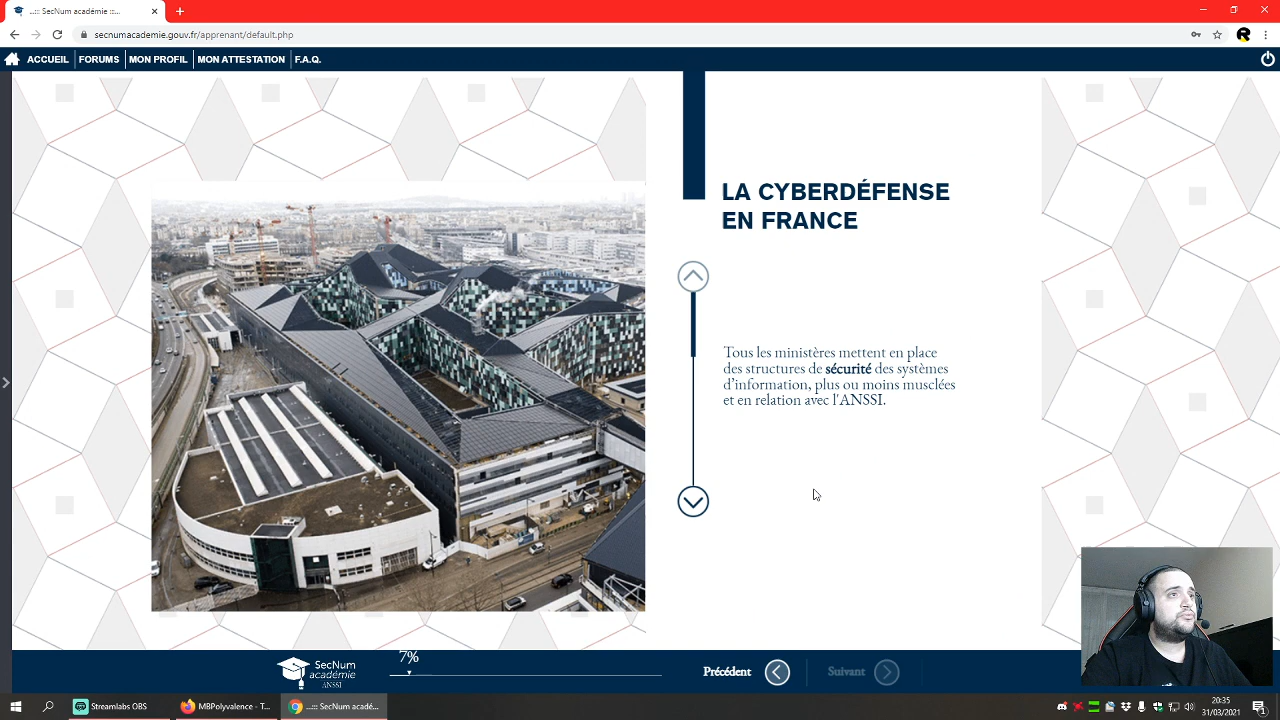 ..:: SecNum académie ::..
secnumacademie.gouv.fr/apprenant/default.php
ACCUEIL
FORUMS
MON PROFIL
MON ATTESTATION
F.A.Q.
LA CYBERDÉFENSE
EN FRANCE
Tous les ministères mettent en place
des structures de sécurité des systèmes
d'information, plus ou moins musclées
et en relation avec l'ANSSI.
SecNum
académie
ANSSI
7%
Précédent
Suivant
Streamlabs OBS
MBPolyvalence - T...
..:: SecNum acadé...
20:35
31/03/2021